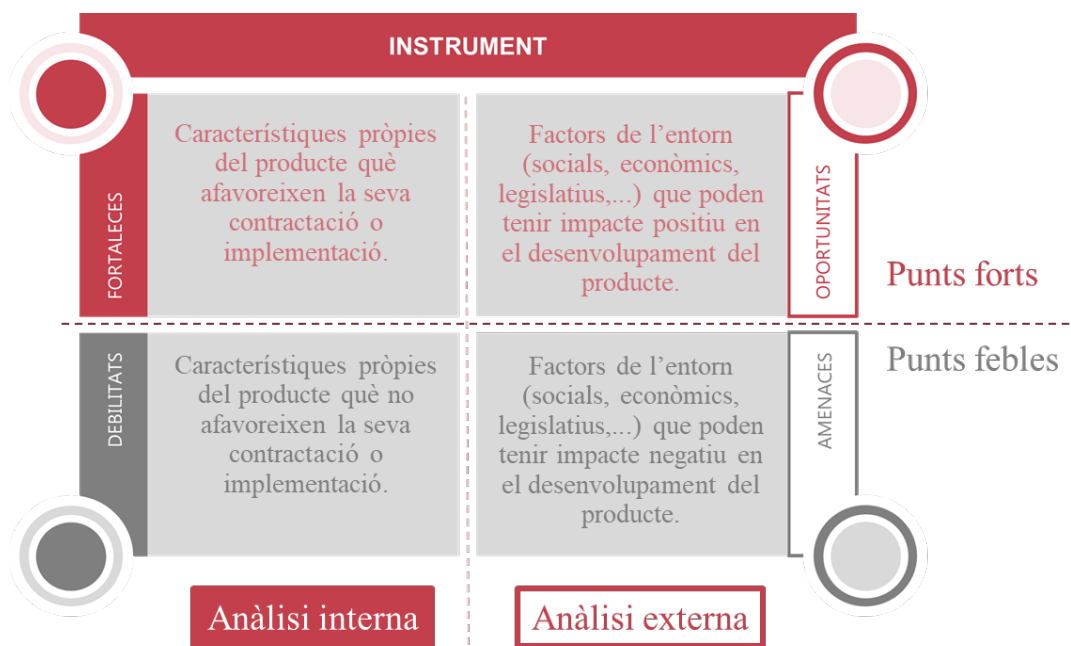 INSTRUMENT
FORTALECES
Característiques pròpies
del producte què
afavoreixen la seva
contractació o
implementació.
Factors de l’entorn
(socials, econòmics,
legislatius,...) que poden
tenir impacte positiu en
el desenvolupament del
producte.
OPORTUNITATS
Punts forts
DEBILITATS
Característiques pròpies
del producte què no
afavoreixen la seva
contractació o
implementació.
Factors de l’entorn
(socials, econòmics,
legislatius,...) que poden
tenir impacte negatiu en
el desenvolupament del
producte.
AMENACES
Punts febles
Anàlisi interna
Anàlisi externa